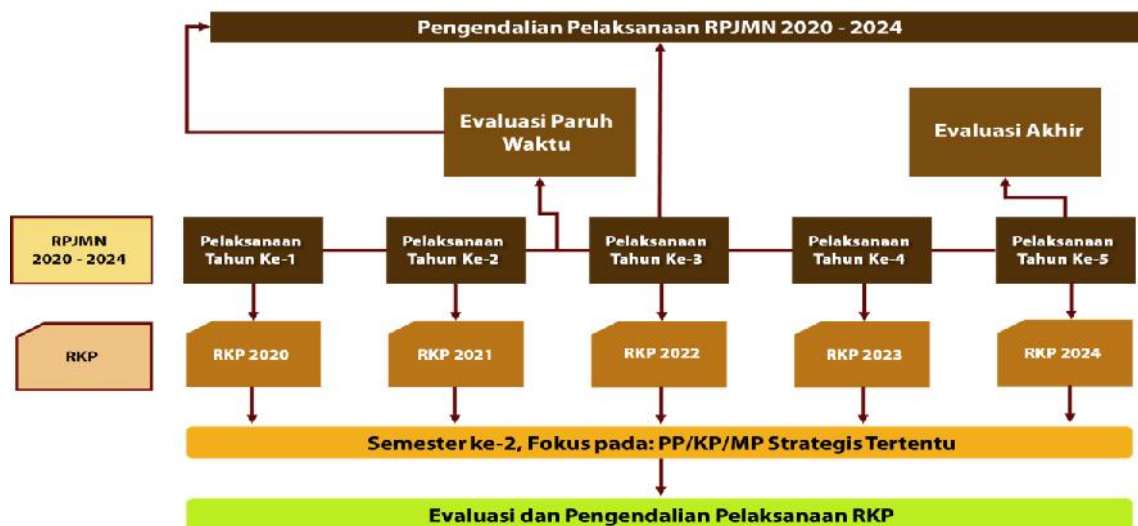 Pengendalian Pelaksanaan RPJMN 2020 - 2024
Evaluasi Paruh
Waktu
Evaluasi Akhir
RPJMN
2020 - 2024
Pelaksanaan
Tahun Ke-1
Pelaksanaan
Tahun Ke-2
Pelaksanaan
Tahun Ke-3
Pelaksanaan
Tahun Ke-4
Pelaksanaan
Tahun Ke-5
RKP
RKP 2020
RKP 2021
RKP 2022
RKP 2023
RKP 2024
Semester ke-2, Fokus pada: PP/KP/MP Strategis Tertentu
Evaluasi dan Pengendalian Pelaksanaan RKP